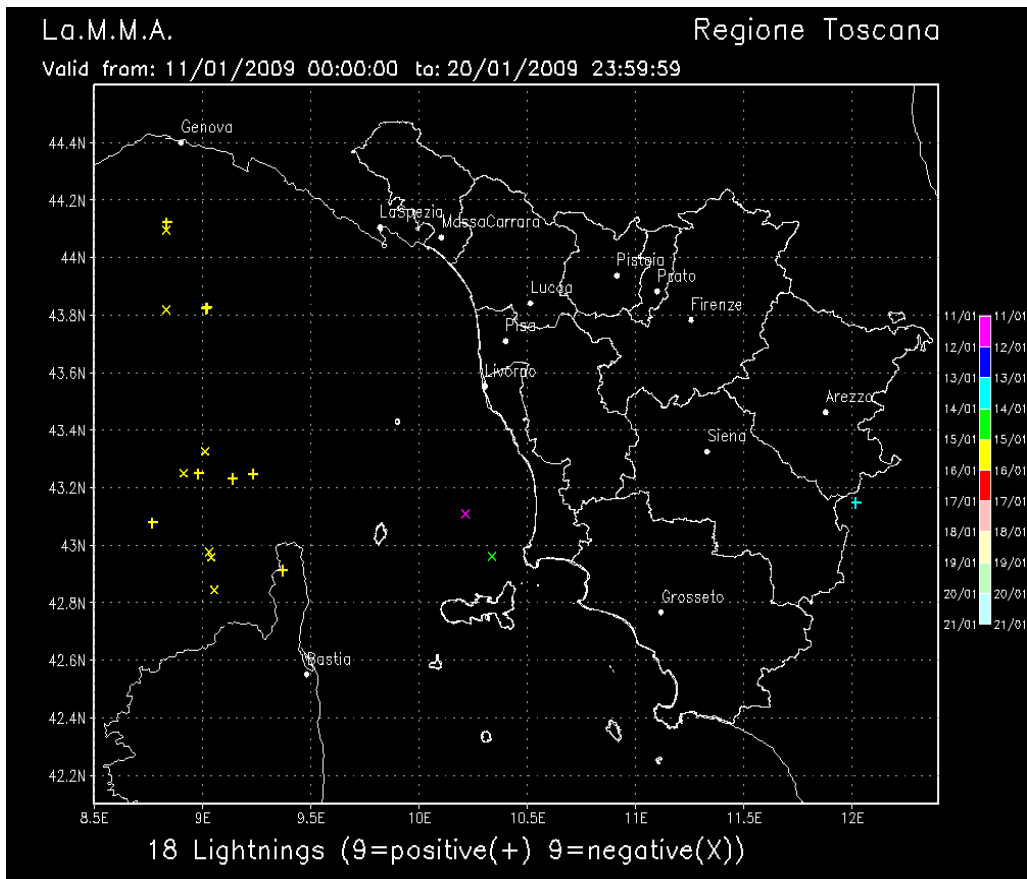 La.M.M.A. Regione Toscana
Valid from: 11/01/2009 00:00:00 to: 20/01/2009 23:59:59
Genova
44.4N
44.2N
LaSpezia
MassaCarrara
44N
Pistoia
Prato
Lucca
Firenze
43.8N
Pisa
43.6N
Livorno
Arezzo
43.4N
Siena
43.2N
43N
42.8N
Grosseto
42.6N
Bastia
42.4N
42.2N
8.5E 9E 9.5E 10E 10.5E 11E 11.5E 12E
11/01 11/01
12/01 12/01
13/01 13/01
14/01 14/01
15/01 15/01
16/01 16/01
17/01 17/01
18/01 18/01
19/01 19/01
20/01 20/01
21/01 21/01
18 Lightnings (9=positive(+) 9=negative(X))